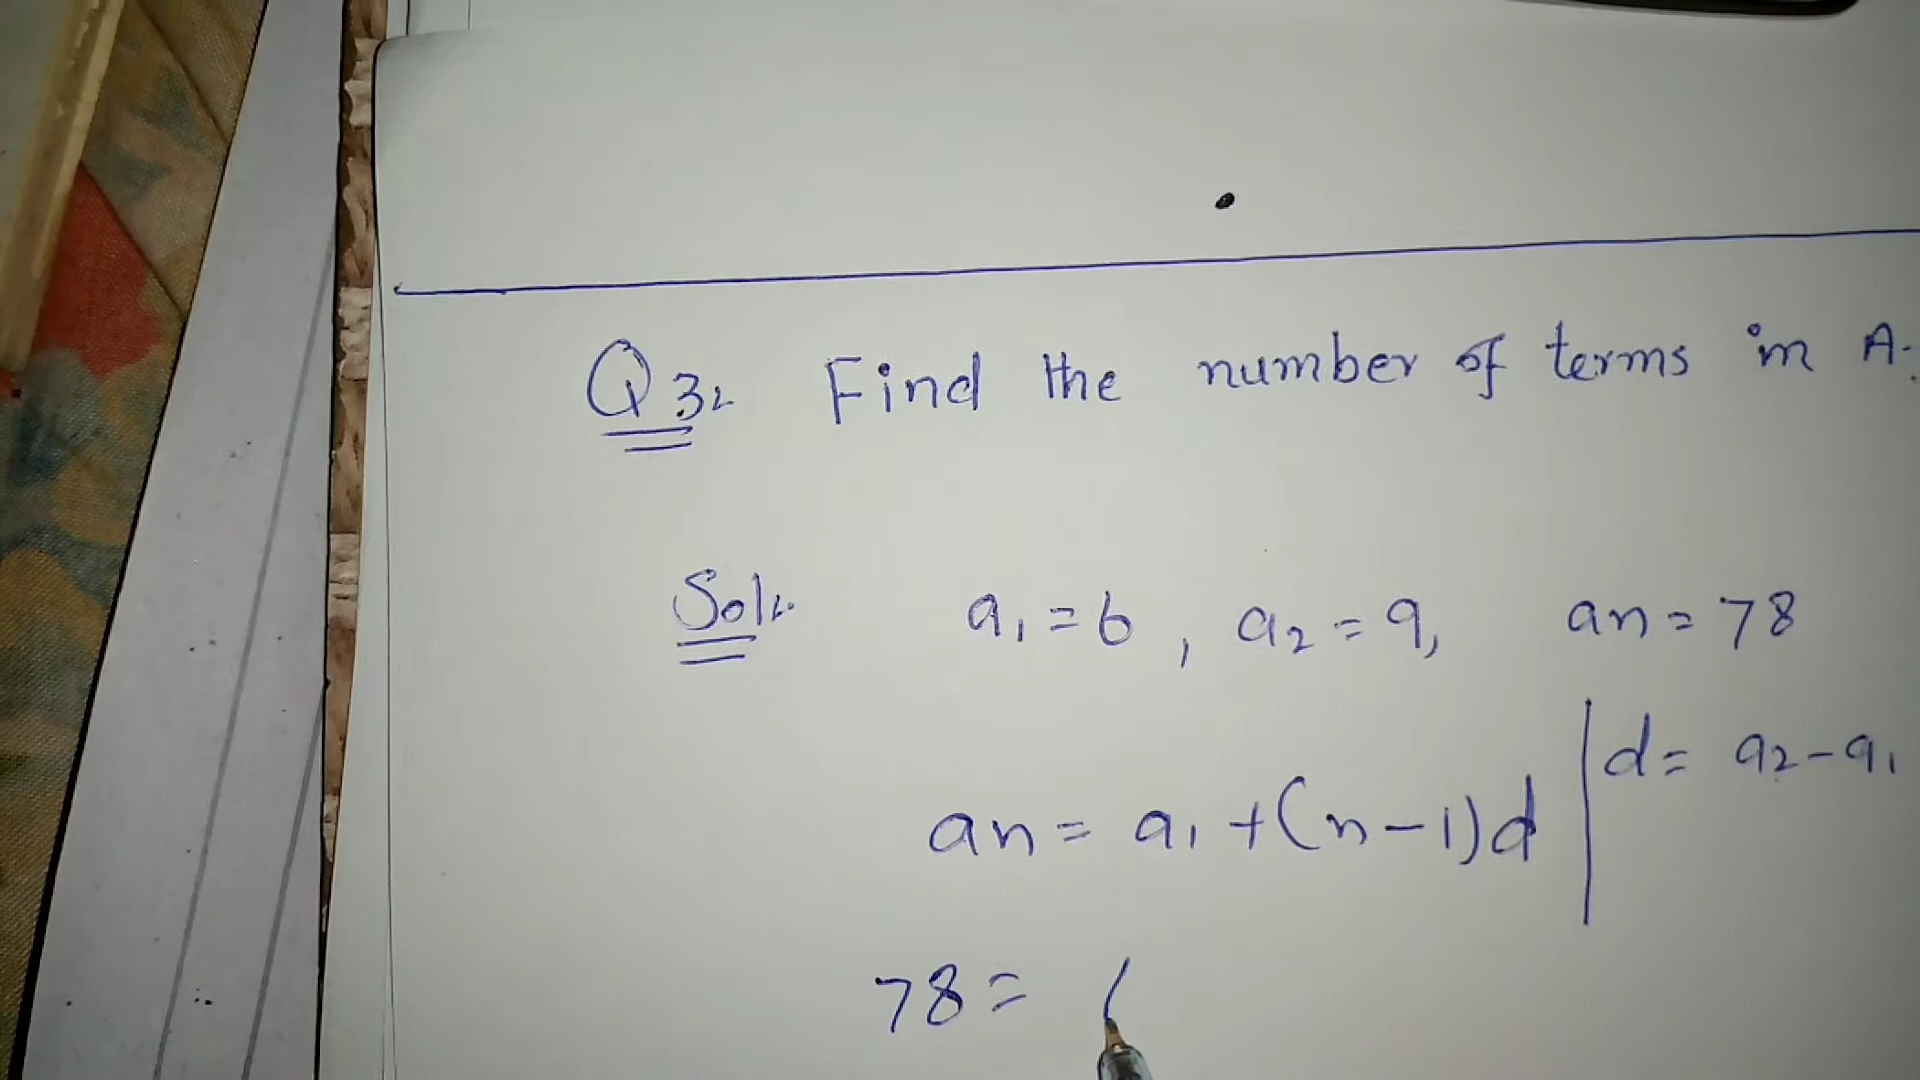 Q3. Find the number of terms in A.
Sol.
a₁ = 6, a₂ = 9, an = 78
d = a₂ - a₁
an = a₁ + (n-1)d
78 =